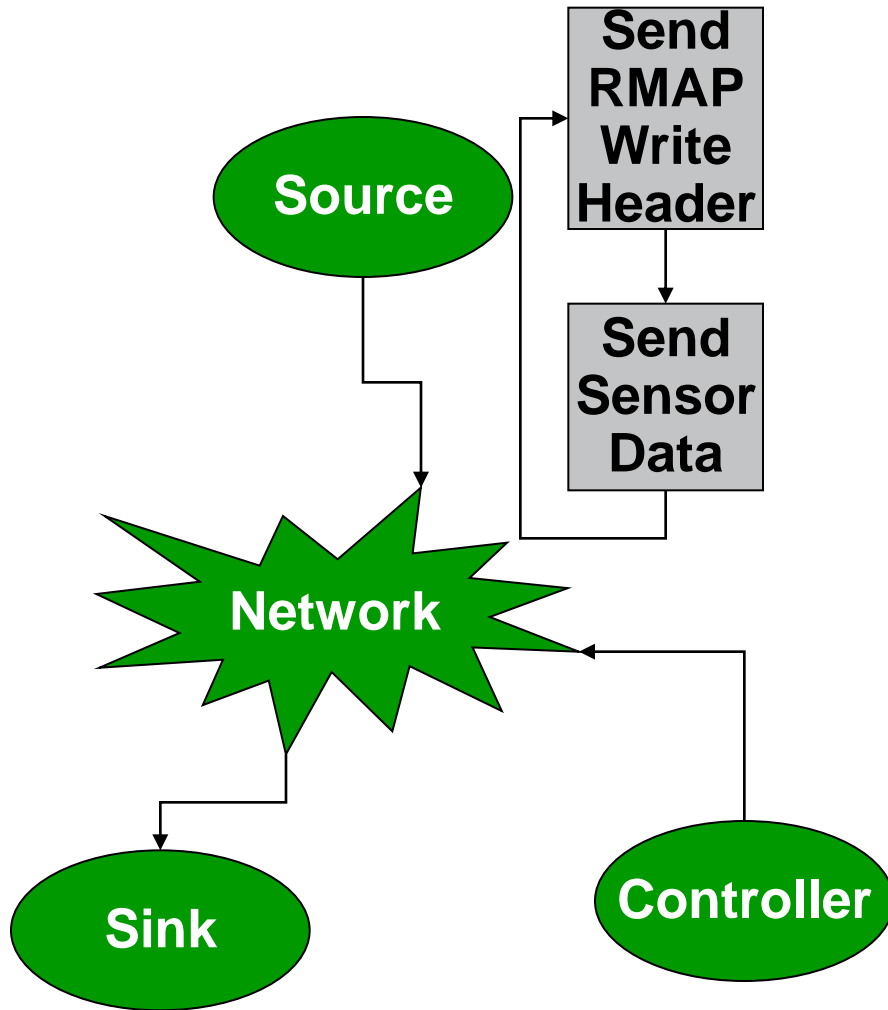 Send
RMAP
Write
Header
Source
Send
Sensor
Data
Network
Controller
Sink